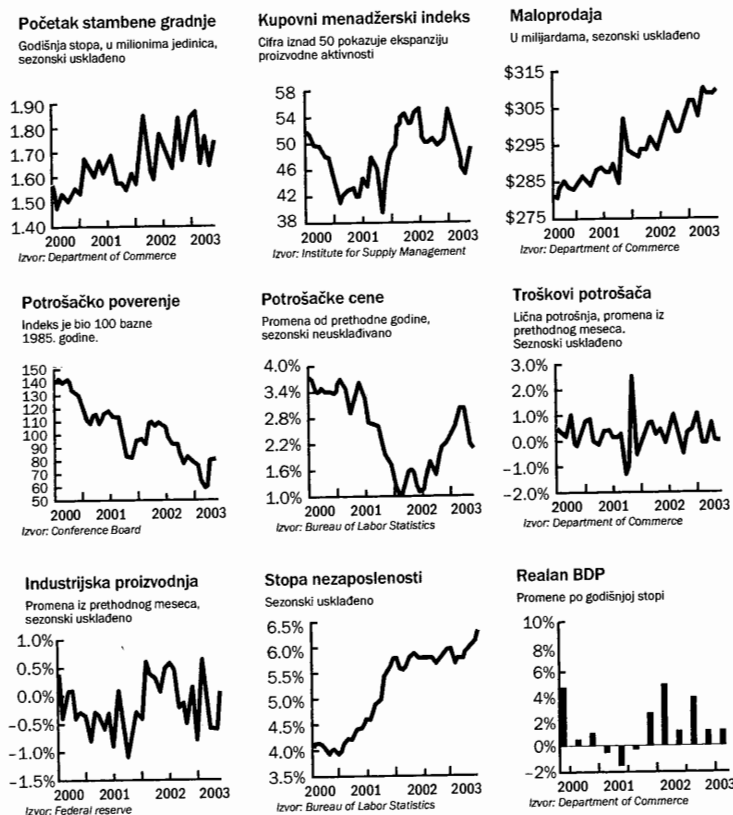 Početak stambene gradnje
Godišnja stopa, u milionima jedinica,
sezonski usklađeno
1.90
1.80
1.70
1.60
1.50
1.40
2000 2001 2002 2003
Izvor: Department of Commerce
Kupovni menadžerski indeks
Cifra iznad 50 pokazuje ekspanziju
proizvodne aktivnosti
58
54
50
46
42
38
2000 2001 2002 2003
Izvor: Institute for Supply Management
Maloprodaja
U milijardama, sezonski usklađeno
$315
$305
$295
$285
$275
2000 2001 2002 2003
Izvor: Department of Commerce
Potrošačko poverenje
Indeks je bio 100 bazne
1985. godine.
150
140
130
120
110
100
90
80
70
60
50
2000 2001 2002 2003
Izvor: Conference Board
Potrošačke cene
Promena od prethodne godine,
sezonski neusklađivano
4.0%
3.4%
2.8%
2.2%
1.6%
1.0%
2000 2001 2002 2003
Izvor: Bureau of Labor Statistics
Troškovi potrošača
Lična potrošnja, promena iz
prethodnog meseca.
Seznoski usklađeno
3.0%
2.0%
1.0%
0.0%
−1.0%
−2.0%
2000 2001 2002 2003
Izvor: Department of Commerce
Industrijska proizvodnja
Promena iz prethodnog meseca,
sezonski usklađeno
1.0%
0.5%
0.0%
−0.5%
−1.0%
−1.5%
2000 2001 2002 2003
Izvor: Federal reserve
Stopa nezaposlenosti
Sezonski usklađeno
6.5%
6.0%
5.5%
5.0%
4.5%
4.0%
3.5%
2000 2001 2002 2003
Izvor: Bureau of Labor Statistics
Realan BDP
Promene po godišnjoj stopi
10%
8%
6%
4%
2%
0%
−2%
2000 2001 2002 2003
Izvor: Department of Commerce